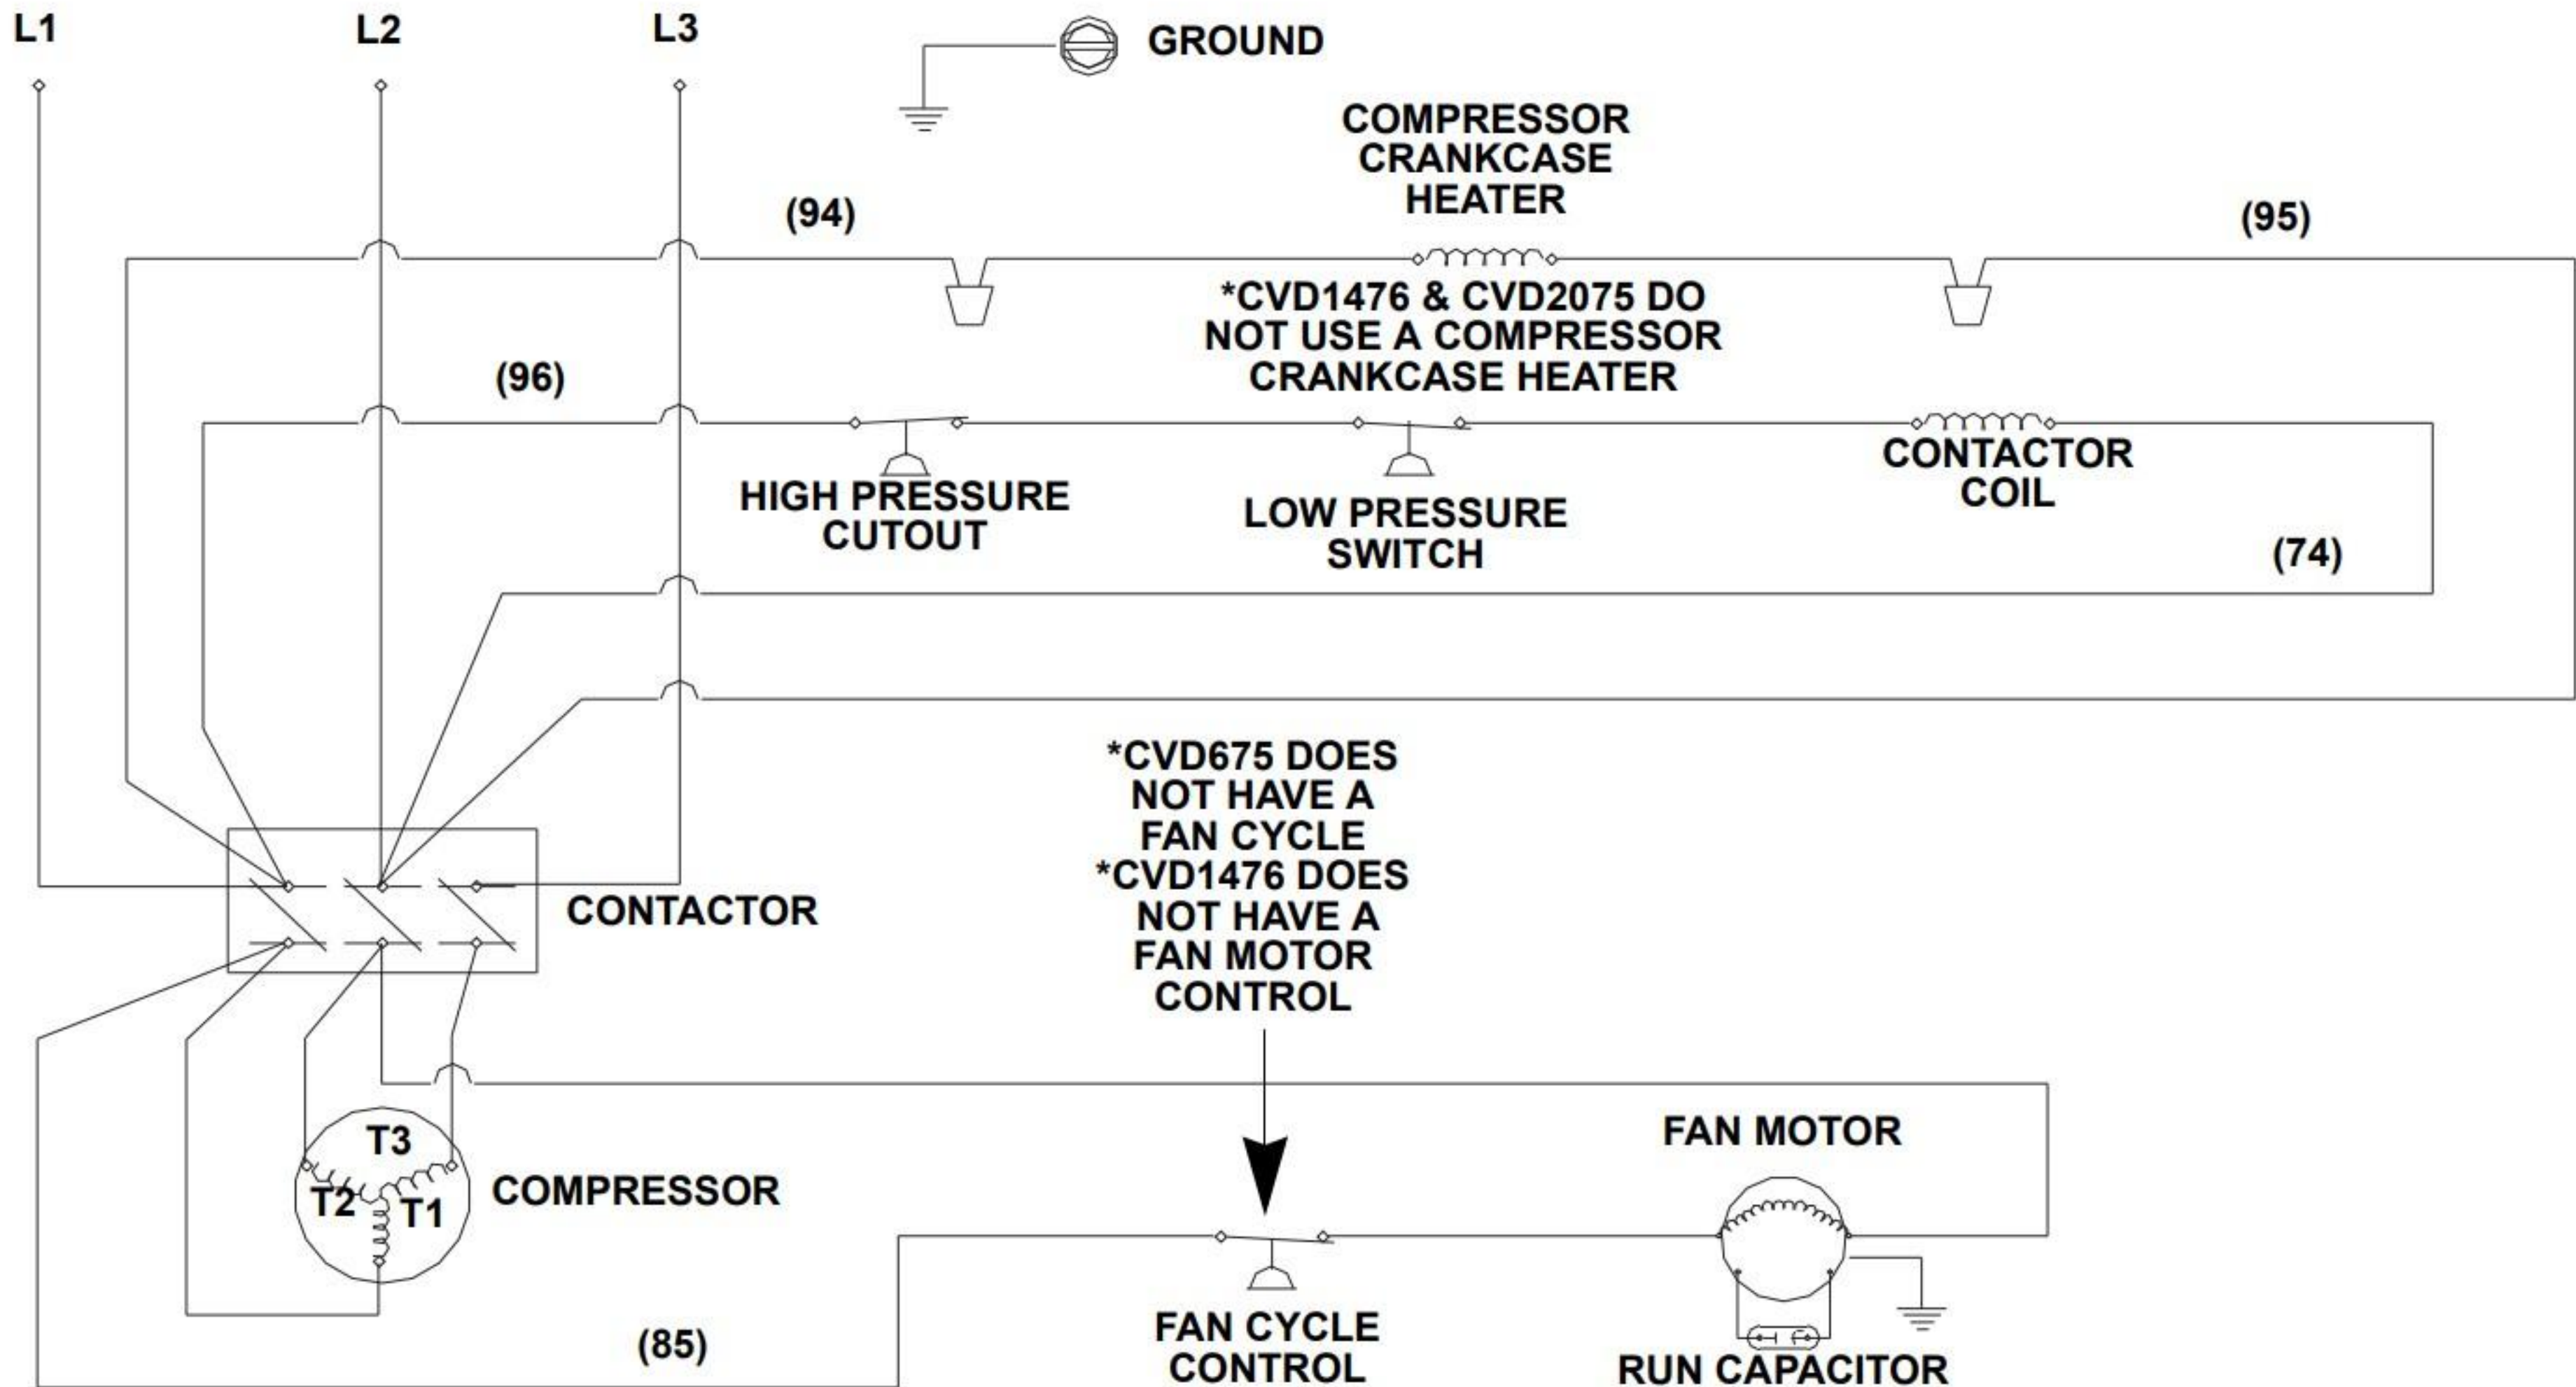 L1
L2
L3
GROUND
COMPRESSOR
CRANKCASE
HEATER
(94)
(95)
*CVD1476 & CVD2075 DO
NOT USE A COMPRESSOR
CRANKCASE HEATER
(96)
HIGH PRESSURE
CUTOUT
LOW PRESSURE
SWITCH
CONTACTOR
COIL
(74)
*CVD675 DOES
NOT HAVE A
FAN CYCLE
*CVD1476 DOES
NOT HAVE A
FAN MOTOR
CONTROL
CONTACTOR
T3
T2
T1
COMPRESSOR
FAN MOTOR
(85)
FAN CYCLE
CONTROL
RUN CAPACITOR